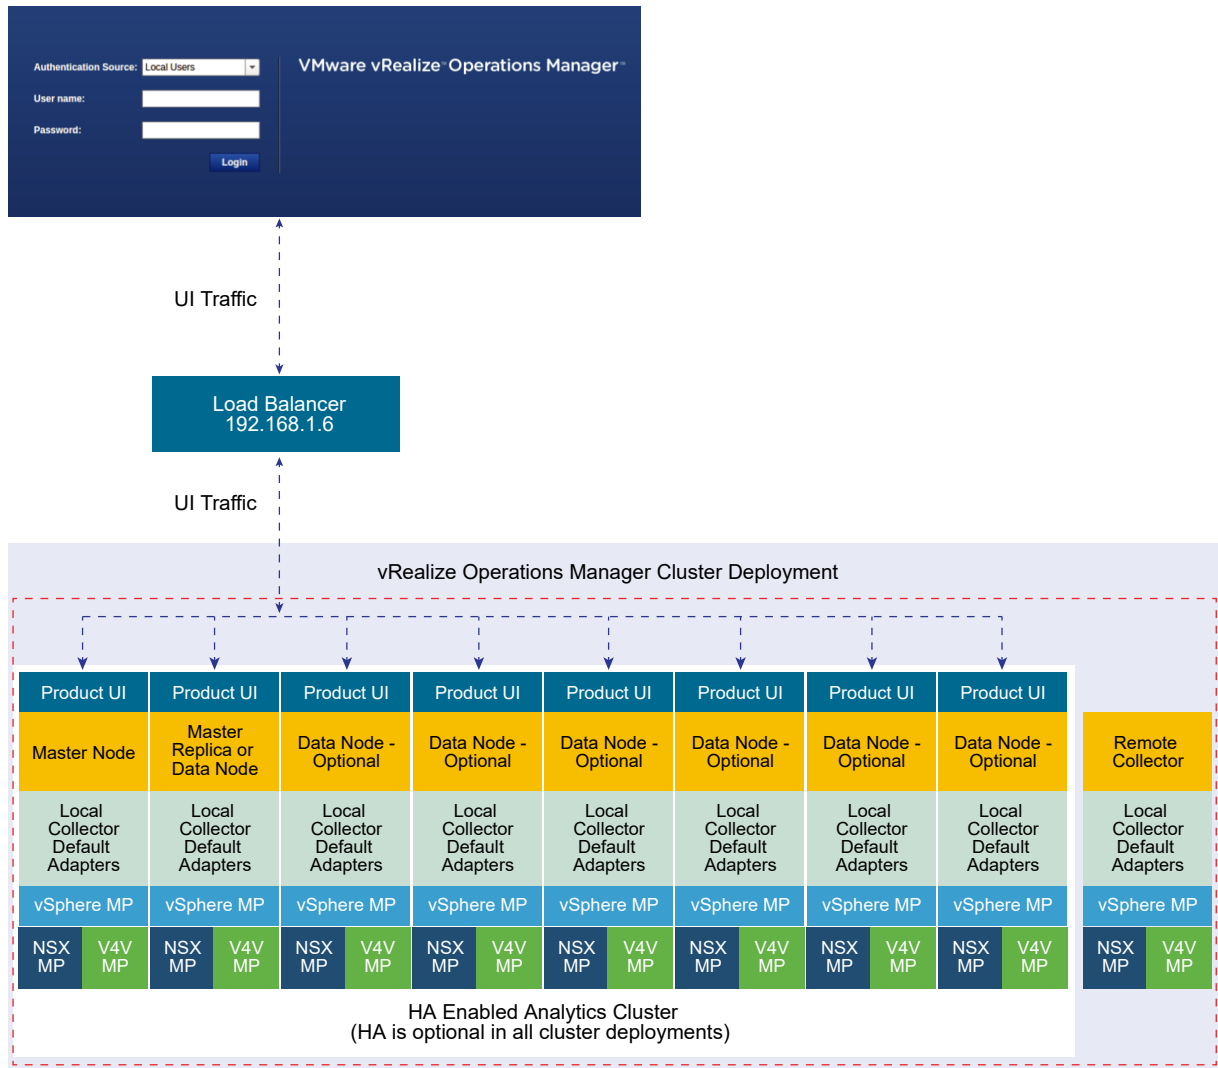 Authentication Source: Local Users
VMware vRealize™ Operations Manager™
User name:
Password:
Login
UI Traffic
Load Balancer
192.168.1.6
UI Traffic
vRealize Operations Manager Cluster Deployment
Product UI Product UI Product UI Product UI Product UI Product UI Product UI Product UI
Master Node
Master
Replica or
Data Node
Data Node -
Optional
Data Node -
Optional
Data Node -
Optional
Data Node -
Optional
Data Node -
Optional
Data Node -
Optional
Remote
Collector
Local
Collector
Default
Adapters
Local
Collector
Default
Adapters
Local
Collector
Default
Adapters
Local
Collector
Default
Adapters
Local
Collector
Default
Adapters
Local
Collector
Default
Adapters
Local
Collector
Default
Adapters
Local
Collector
Default
Adapters
Local
Collector
Default
Adapters
vSphere MP vSphere MP vSphere MP vSphere MP vSphere MP vSphere MP vSphere MP vSphere MP vSphere MP
NSX V4V NSX V4V NSX V4V NSX V4V NSX V4V NSX V4V NSX V4V NSX V4V NSX V4V
MP MP MP MP MP MP MP MP MP MP MP MP MP MP MP MP MP MP
HA Enabled Analytics Cluster
(HA is optional in all cluster deployments)